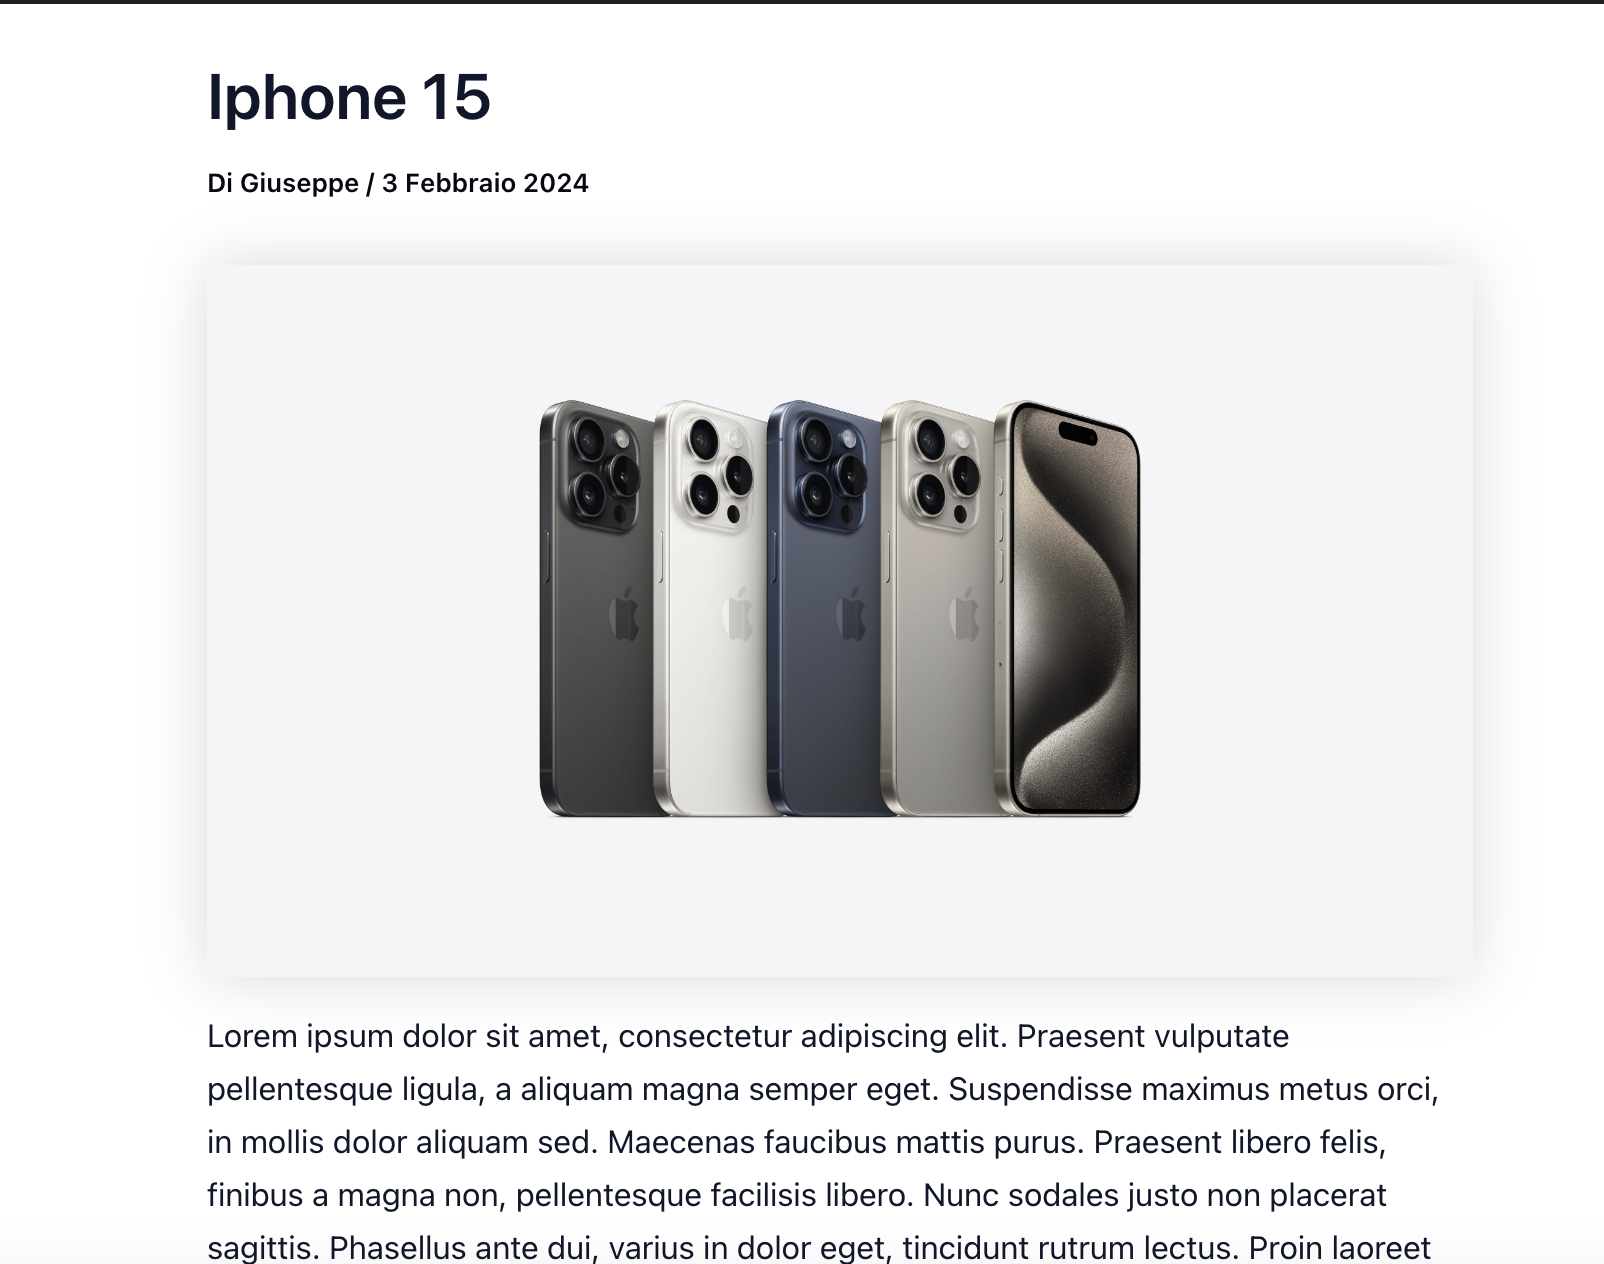 Iphone 15
Di Giuseppe / 3 Febbraio 2024
Lorem ipsum dolor sit amet, consectetur adipiscing elit. Praesent vulputate
pellentesque ligula, a aliquam magna semper eget. Suspendisse maximus metus orci,
in mollis dolor aliquam sed. Maecenas faucibus mattis purus. Praesent libero felis,
finibus a magna non, pellentesque facilisis libero. Nunc sodales justo non placerat
sagittis. Phasellus ante dui, varius in dolor eget, tincidunt rutrum lectus. Proin laoreet